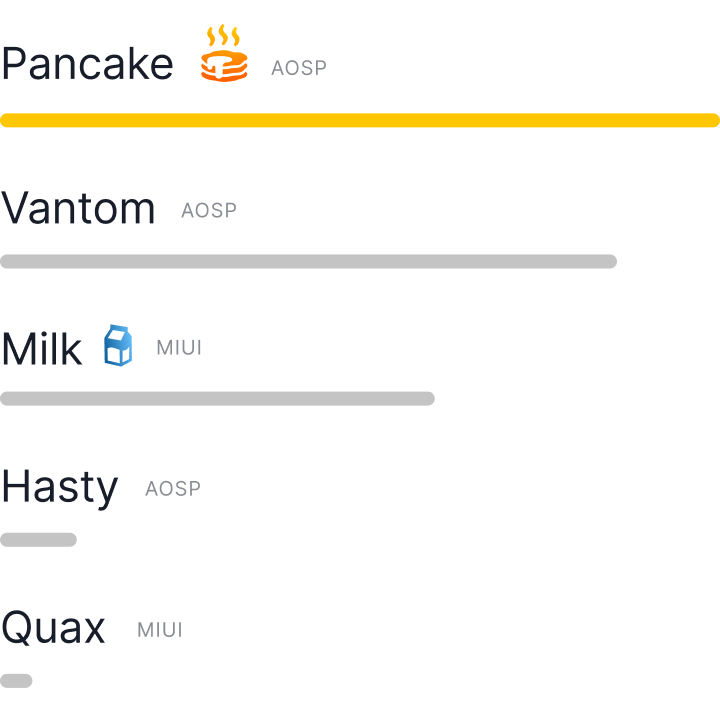 Pancake AOSP
Vantom AOSP
Milk MIUI
Hasty AOSP
Quax MIUI